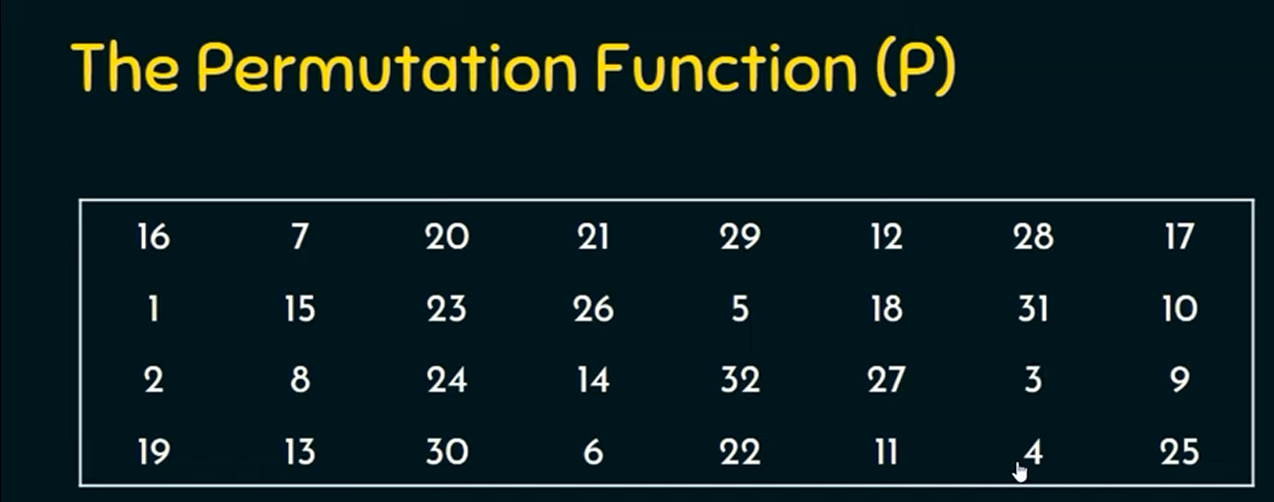 The Permutation Function (P)
16 7 20 21 29 12 28 17
1 15 23 26 5 18 31 10
2 8 24 14 32 27 3 9
19 13 30 6 22 11 4 25